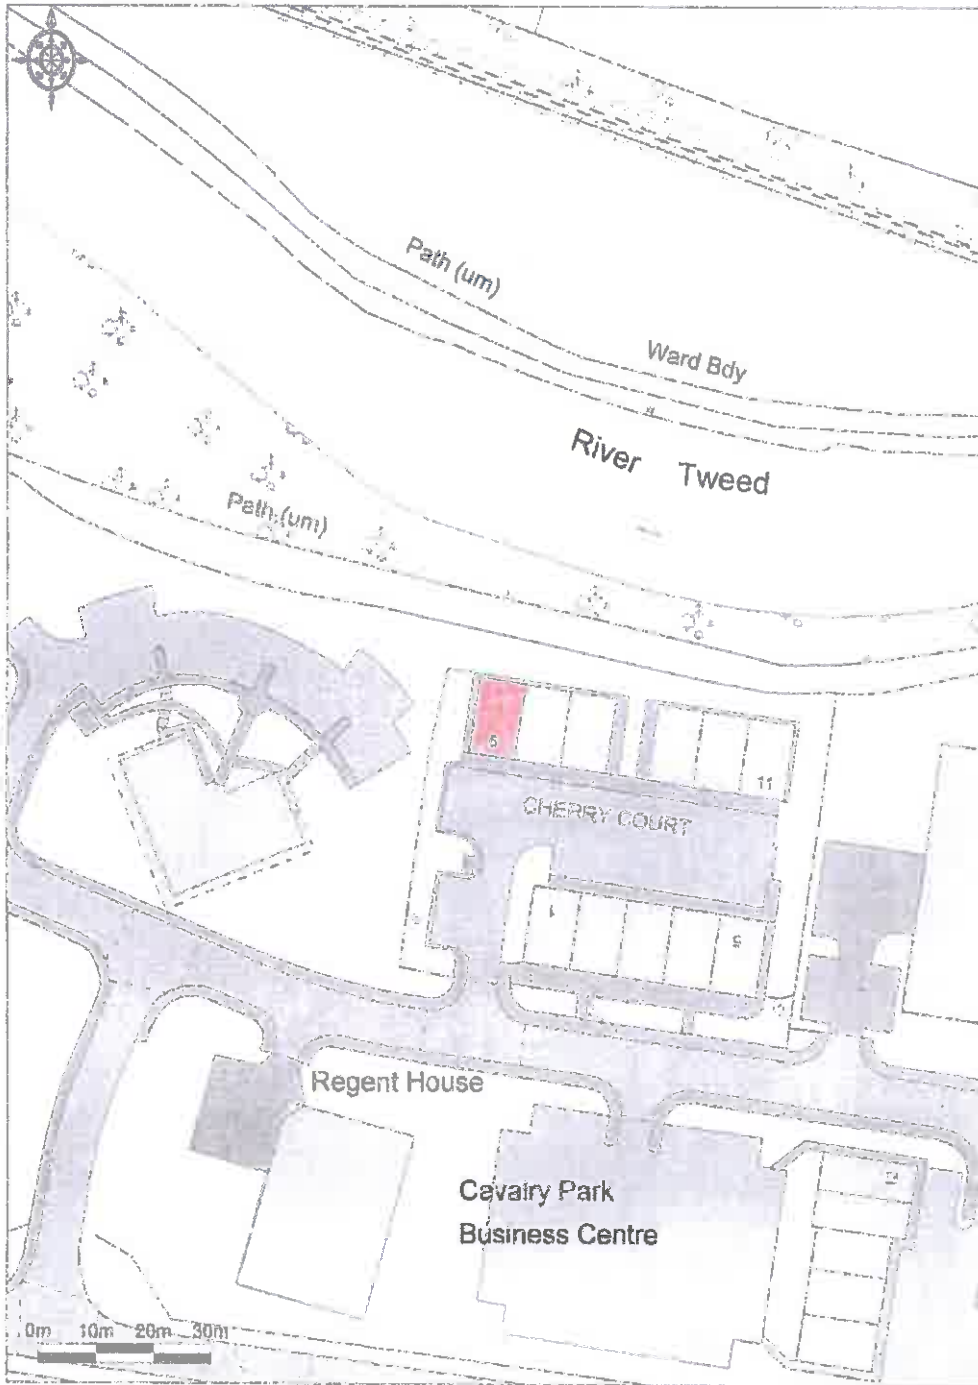 Path (um)
Ward Bdy
River Tweed
Path (um)
6
11
CHERRY COURT
1
5
Regent House
Cavalry Park
Business Centre
0m 10m 20m 30m